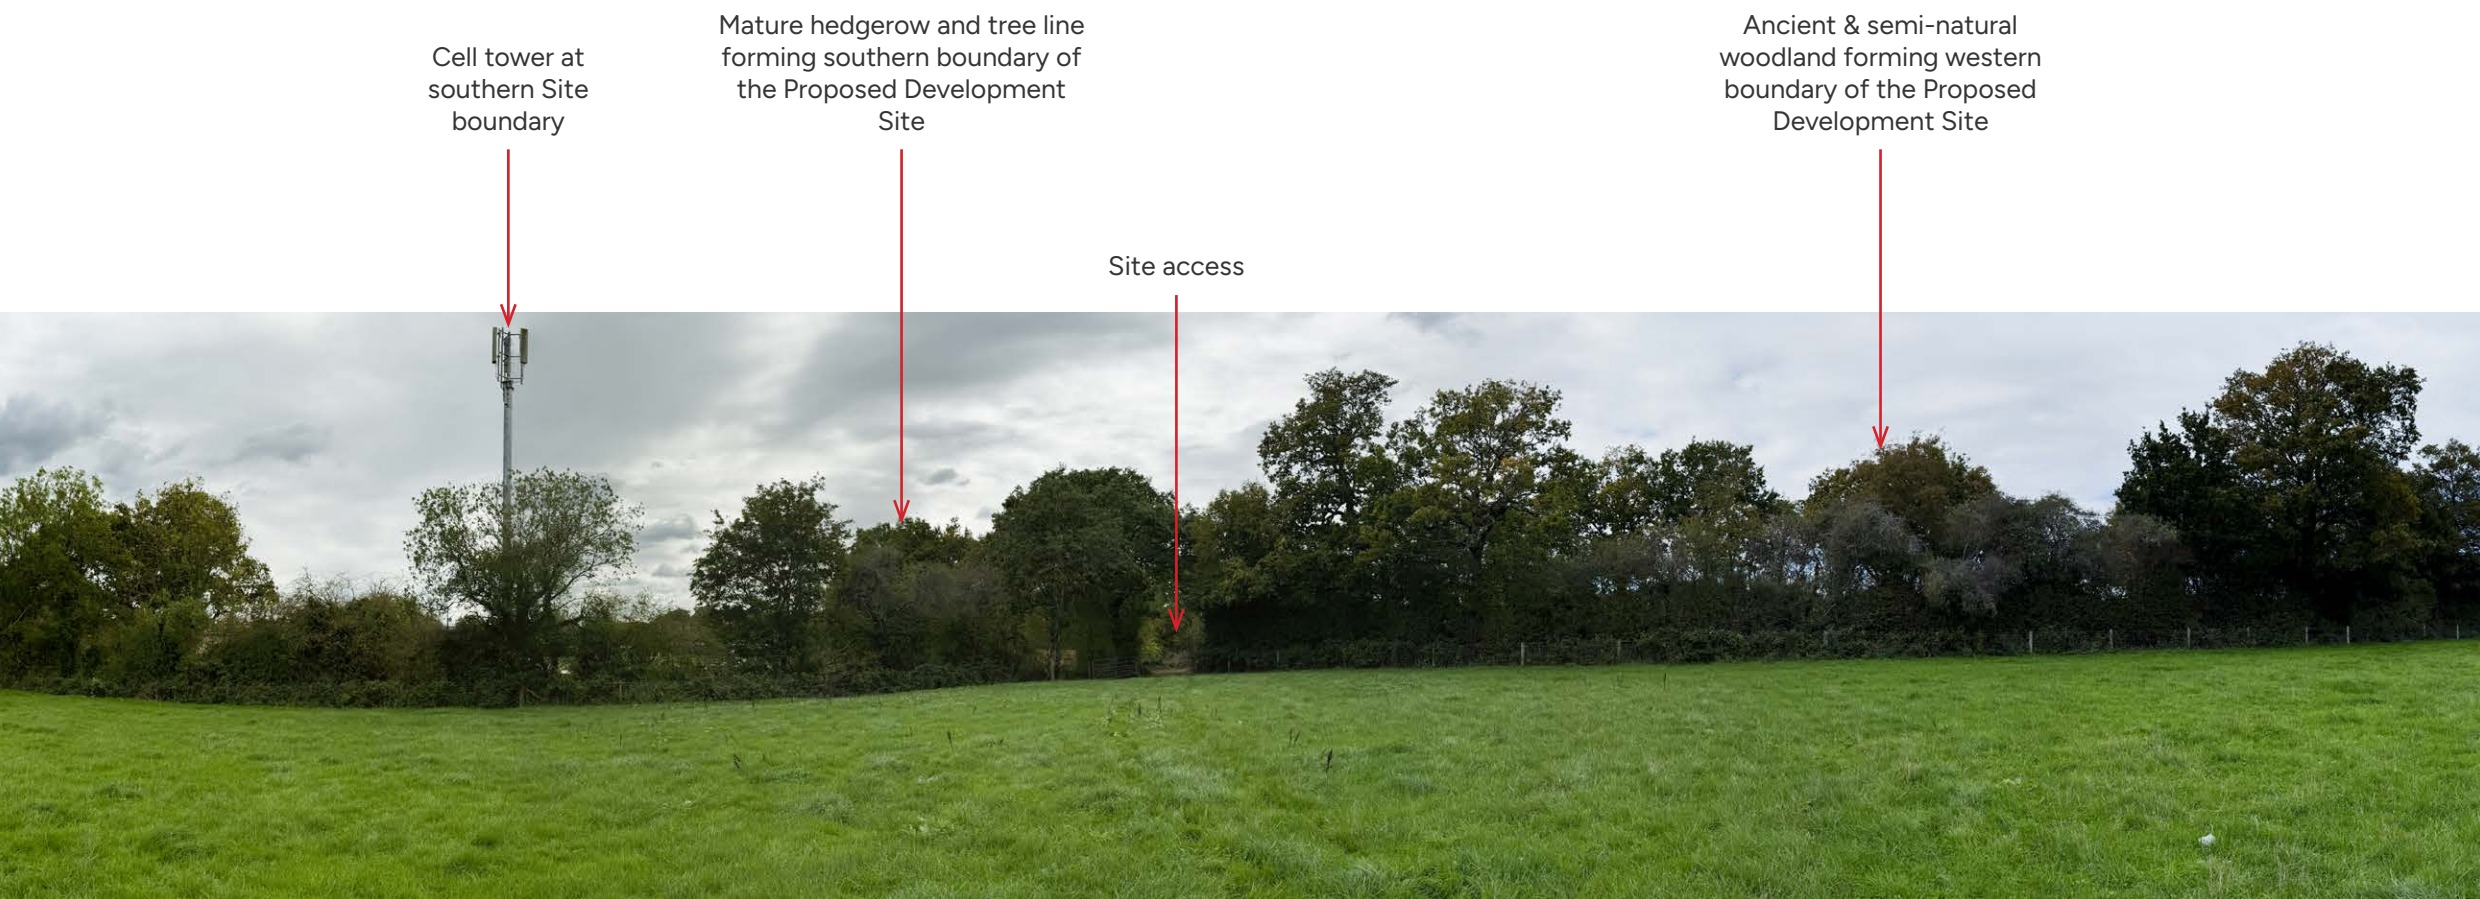 Cell tower at
southern Site
boundary
Mature hedgerow and tree line
forming southern boundary of
the Proposed Development
Site
Site access
Ancient & semi-natural
woodland forming western
boundary of the Proposed
Development Site